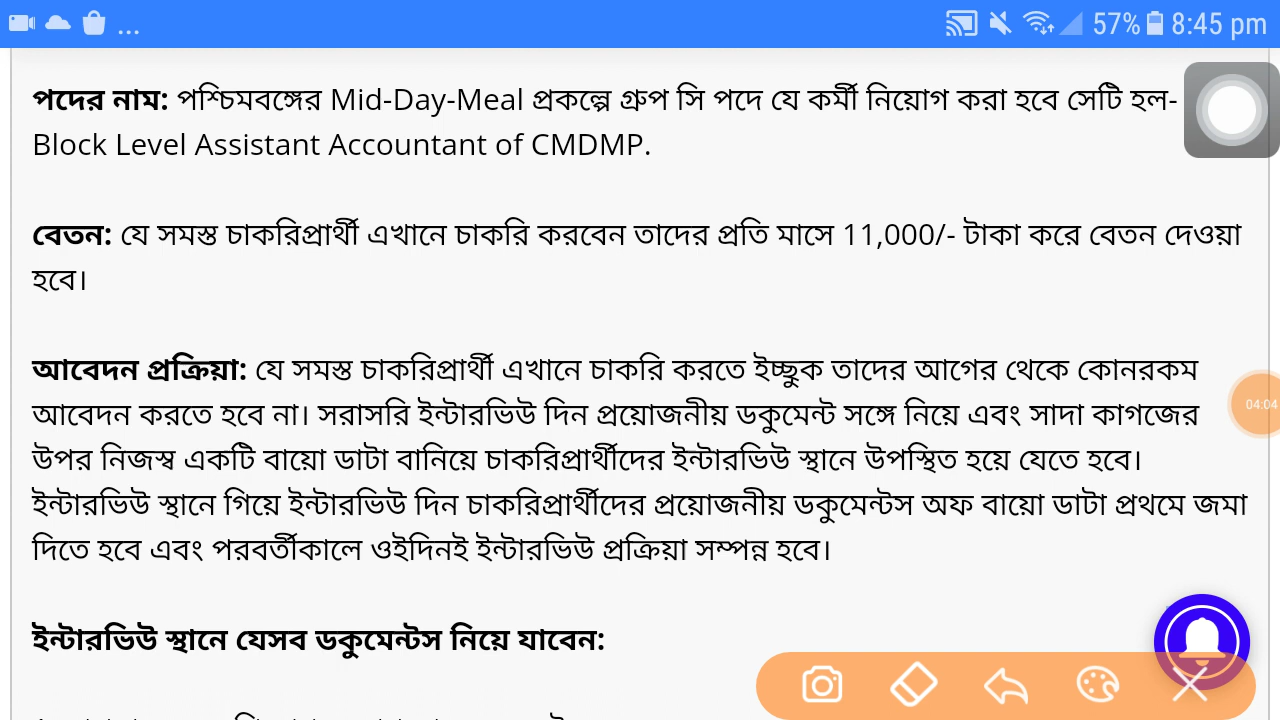 ... 57% 8:45 pm
পদের নাম: পশ্চিমবঙ্গের Mid-Day-Meal প্রকল্পে গ্রুপ সি পদে যে কর্মী নিয়োগ করা হবে সেটি হল-
Block Level Assistant Accountant of CMDMP.
বেতন: যে সমস্ত চাকরিপ্রার্থী এখানে চাকরি করবেন তাদের প্রতি মাসে 11,000/- টাকা করে বেতন দেওয়া
হবে।
আবেদন প্রক্রিয়া: যে সমস্ত চাকরিপ্রার্থী এখানে চাকরি করতে ইচ্ছুক তাদের আগের থেকে কোনরকম
আবেদন করতে হবে না। সরাসরি ইন্টারভিউ দিন প্রয়োজনীয় ডকুমেন্ট সঙ্গে নিয়ে এবং সাদা কাগজের
04:04
উপর নিজস্ব একটি বায়ো ডাটা বানিয়ে চাকরিপ্রার্থীদের ইন্টারভিউ স্থানে উপস্থিত হয়ে যেতে হবে।
ইন্টারভিউ স্থানে গিয়ে ইন্টারভিউ দিন চাকরিপ্রার্থীদের প্রয়োজনীয় ডকুমেন্টস অফ বায়ো ডাটা প্রথমে জমা
দিতে হবে এবং পরবর্তীকালে ওইদিনই ইন্টারভিউ প্রক্রিয়া সম্পন্ন হবে।
ইন্টারভিউ স্থানে যেসব ডকুমেন্টস নিয়ে যাবেন: